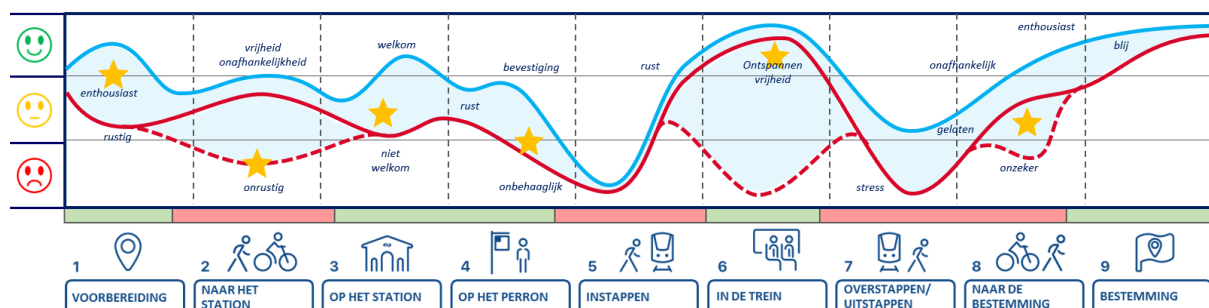 enthousiast
rustig
vrijheid
onafhankelijkheid
onrustig
welkom
niet
welkom
rust
bevestiging
onbehaaglijk
rust
Ontspannen
vrijheid
stress
gelaten
onafhankelijk
enthousiast
onzeker
blij
1
VOORBEREIDING
2
NAAR HET
STATION
3
OP HET STATION
4
OP HET PERRON
5
INSTAPPEN
6
IN DE TREIN
7
OVERSTAPPEN/
UITSTAPPEN
8
NAAR DE
BESTEMMING
9
BESTEMMING